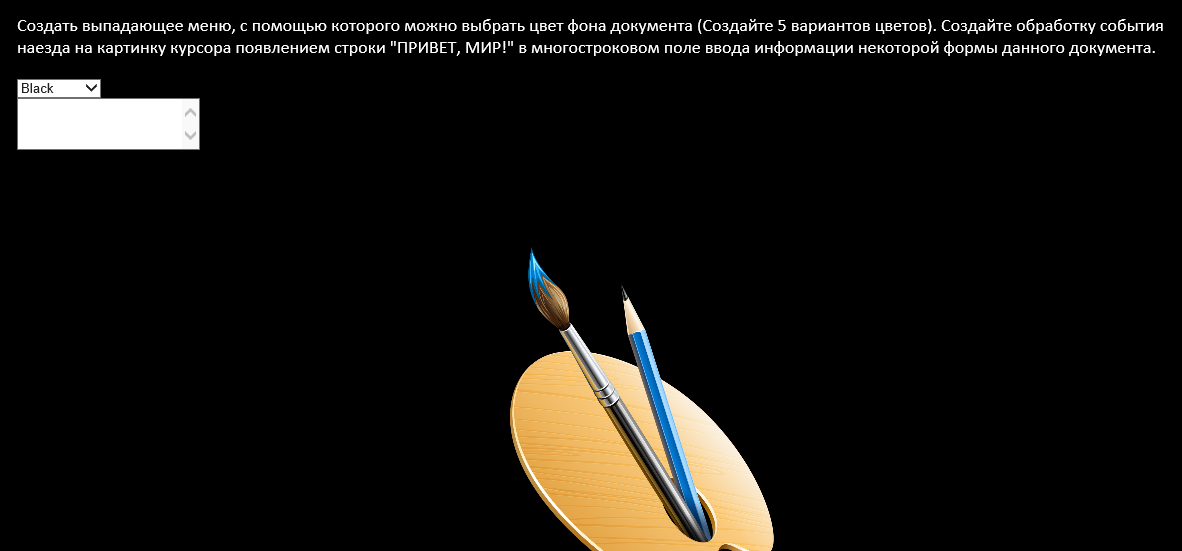 Создать выпадающее меню, с помощью которого можно выбрать цвет фона документа (Создайте 5 вариантов цветов). Создайте обработку события
наезда на картинку курсора появлением строки "ПРИВЕТ, МИР!" в многостроковом поле ввода информации некоторой формы данного документа.
Black